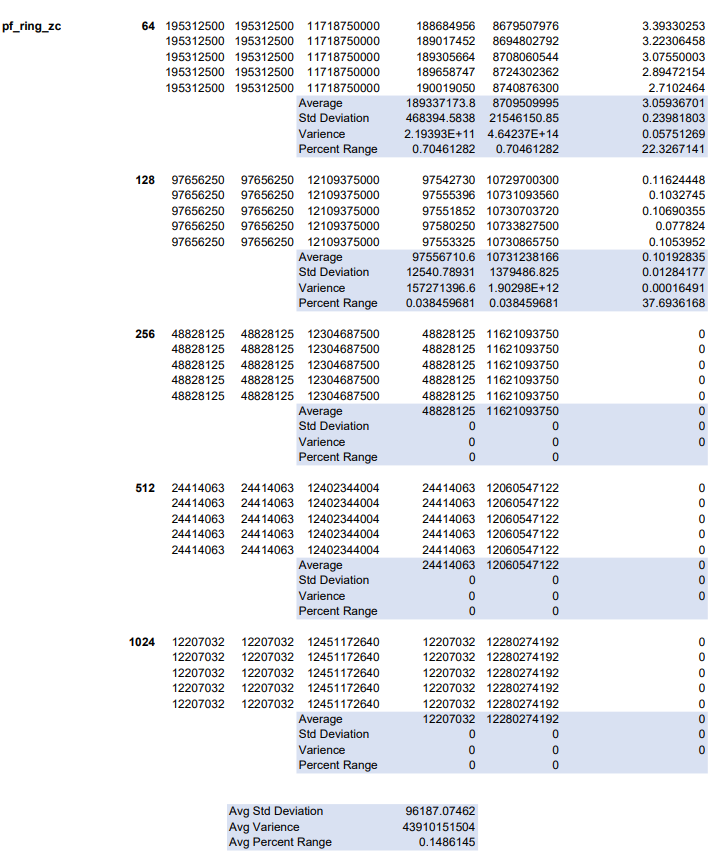 pf_ring_zc 64 195312500 195312500 11718750000 188684956 8679507976 3.39330253
195312500 195312500 11718750000 189017452 8694802792 3.22306458
195312500 195312500 11718750000 189305664 8708060544 3.07550003
195312500 195312500 11718750000 189658747 8724302362 2.89472154
195312500 195312500 11718750000 190019050 8740876300 2.7102464
Average 189337173.8 8709509995 3.05936701
Std Deviation 468394.5838 21546150.85 0.23981803
Varience 2.19393E+11 4.64237E+14 0.05751269
Percent Range 0.70461282 0.70461282 22.3267141
128 97656250 97656250 12109375000 97542730 10729700300 0.11624448
97656250 97656250 12109375000 97555396 10731093560 0.1032745
97656250 97656250 12109375000 97551852 10730703720 0.10690355
97656250 97656250 12109375000 97580250 10733827500 0.077824
97656250 97656250 12109375000 97553325 10730865750 0.1053952
Average 97556710.6 10731238166 0.10192835
Std Deviation 12540.78931 1379486.825 0.01284177
Varience 157271396.6 1.90298E+12 0.00016491
Percent Range 0.038459681 0.038459681 37.6936168
256 48828125 48828125 12304687500 48828125 11621093750 0
48828125 48828125 12304687500 48828125 11621093750 0
48828125 48828125 12304687500 48828125 11621093750 0
48828125 48828125 12304687500 48828125 11621093750 0
48828125 48828125 12304687500 48828125 11621093750 0
Average 48828125 11621093750 0
Std Deviation 0 0 0
Varience 0 0 0
Percent Range 0 0
512 24414063 24414063 12402344004 24414063 12060547122 0
24414063 24414063 12402344004 24414063 12060547122 0
24414063 24414063 12402344004 24414063 12060547122 0
24414063 24414063 12402344004 24414063 12060547122 0
24414063 24414063 12402344004 24414063 12060547122 0
Average 24414063 12060547122 0
Std Deviation 0 0 0
Varience 0 0 0
Percent Range 0 0
1024 12207032 12207032 12451172640 12207032 12280274192 0
12207032 12207032 12451172640 12207032 12280274192 0
12207032 12207032 12451172640 12207032 12280274192 0
12207032 12207032 12451172640 12207032 12280274192 0
12207032 12207032 12451172640 12207032 12280274192 0
Average 12207032 12280274192 0
Std Deviation 0 0 0
Varience 0 0 0
Percent Range 0 0
Avg Std Deviation 96187.07462
Avg Varience 43910151504
Avg Percent Range 0.1486145